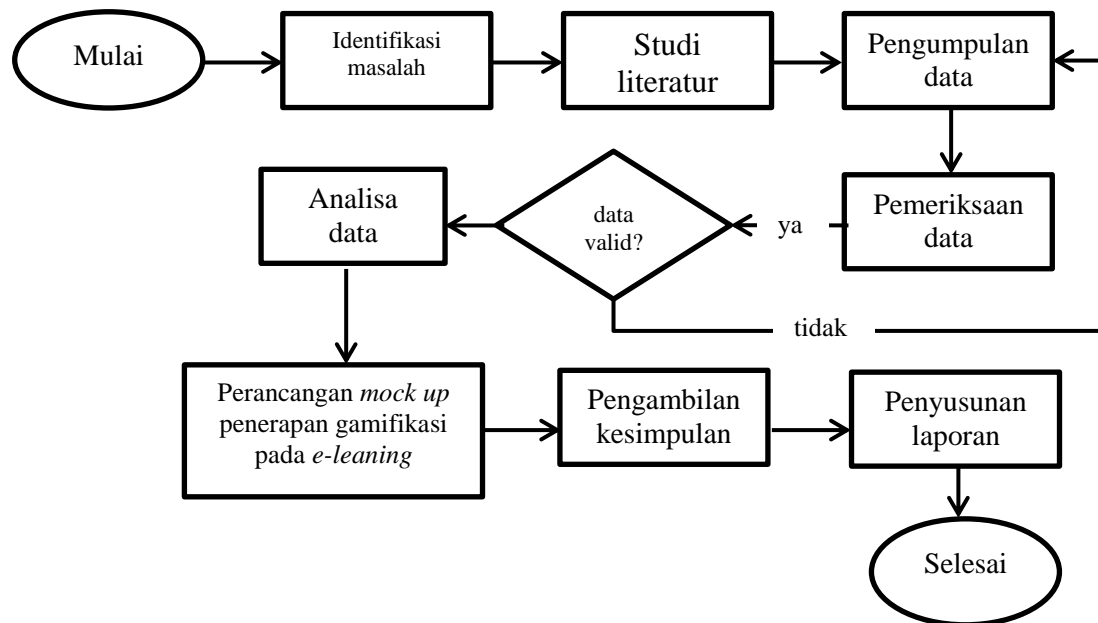 Mulai
Identifikasi
masalah
Studi
literatur
Pengumpulan
data
Analisa
data
data
valid?
ya
Pemeriksaan
data
tidak
Perancangan mock up
penerapan gamifikasi
pada e-leaning
Pengambilan
kesimpulan
Penyusunan
laporan
Selesai